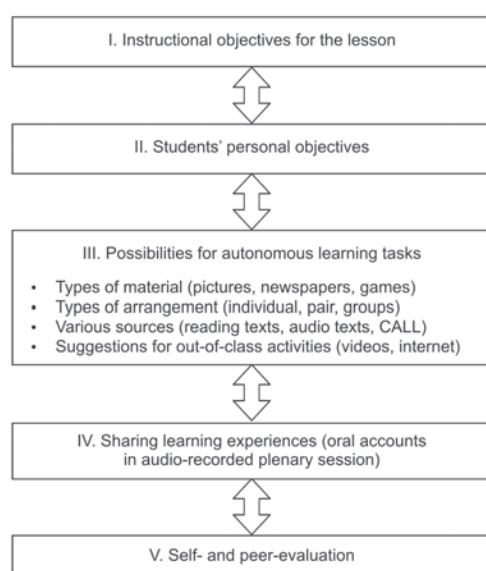 I. Instructional objectives for the lesson
II. Students' personal objectives
III. Possibilities for autonomous learning tasks
• Types of material (pictures, newspapers, games)
• Types of arrangement (individual, pair, groups)
• Various sources (reading texts, audio texts, CALL)
• Suggestions for out-of-class activities (videos, internet)
IV. Sharing learning experiences (oral accounts
in audio-recorded plenary session)
V. Self- and peer-evaluation